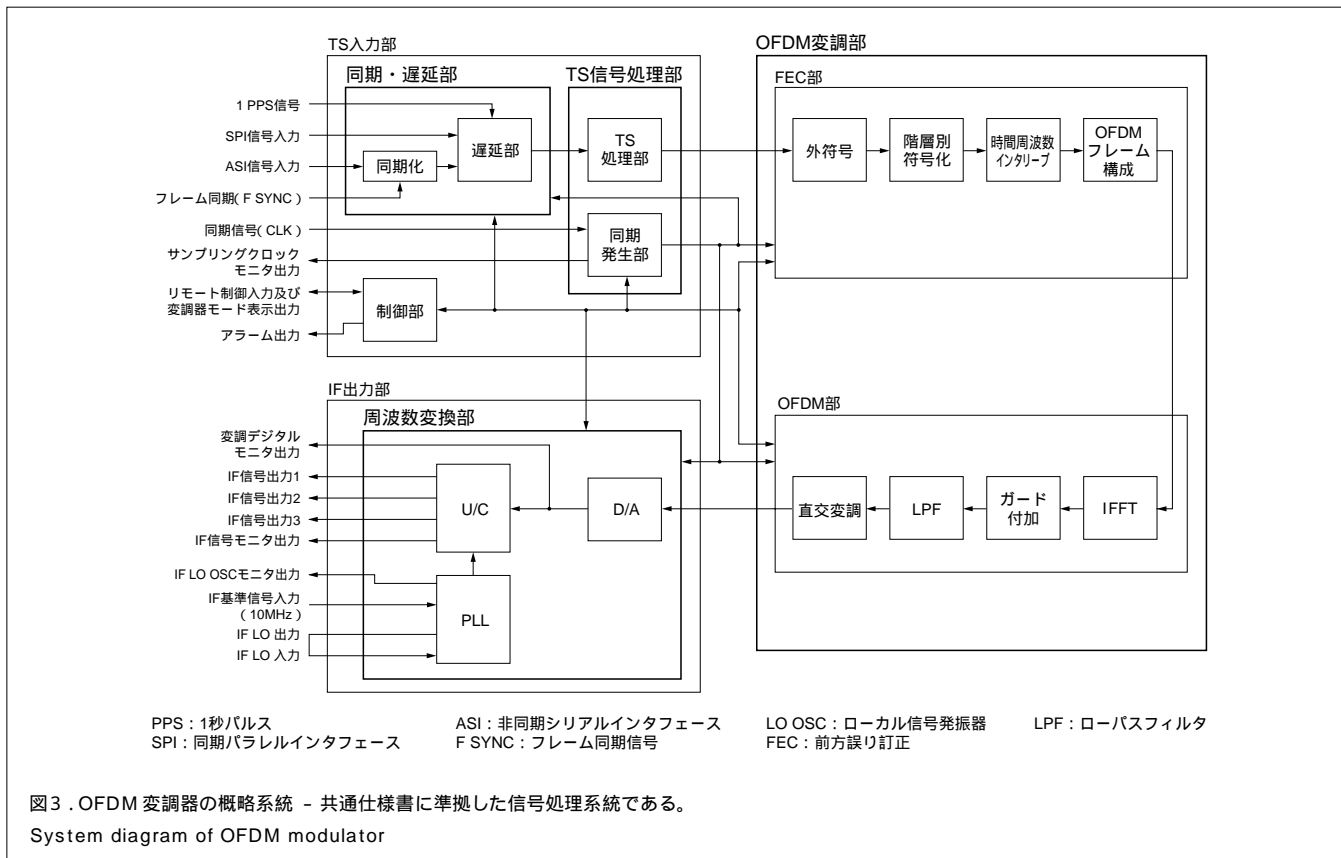 TS入力部
同期・遅延部
TS信号処理部
1 PPS信号
SPI信号入力
ASI信号入力
フレーム同期( F SYNC )
同期信号( CLK )
サンプリングクロック
モニタ出力
リモート制御入力及び
変調器モード表示出力
アラーム出力
同期化
遅延部
TS
処理部
同期
発生部
制御部
OFDM変調部
FEC部
外符号
階層別
符号化
時間周波数
インタリーブ
OFDM
フレーム
構成
IF出力部
周波数変換部
変調デジタル
モニタ出力
IF信号出力1
IF信号出力2
IF信号出力3
IF信号モニタ出力
IF LO OSCモニタ出力
IF基準信号入力
( 10MHz )
IF LO 出力
IF LO 入力
U/C
D/A
PLL
OFDM部
直交変調
LPF
ガード
付加
IFFT
PPS : 1秒パルス
ASI : 非同期シリアルインタフェース
LO OSC : ローカル信号発振器
LPF : ローパスフィルタ
SPI : 同期パラレルインタフェース
F SYNC : フレーム同期信号
FEC : 前方誤り訂正
図3 . OFDM 変調器の概略系統 − 共通仕様書に準拠した信号処理系統である。
System diagram of OFDM modulator